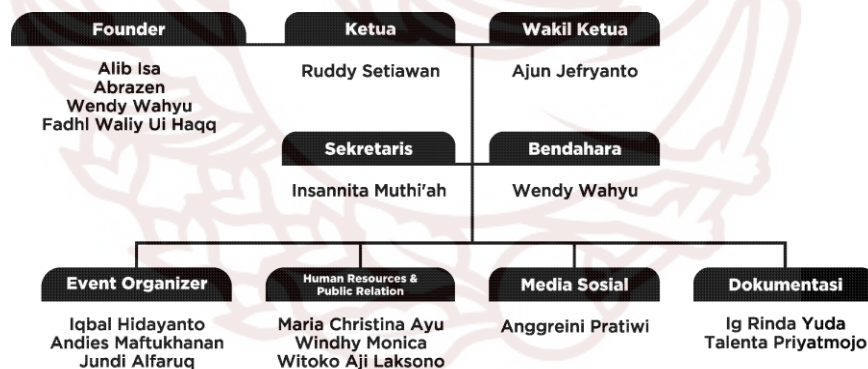 Founder
Alib Isa
Abrazen
Wendy Wahyu
Fadhl Waliy Ui Haqq
Ketua
Ruddy Setiawan
Wakil Ketua
Ajun Jefryanto
Sekretaris
Insannita Muthi'ah
Bendahara
Wendy Wahyu
Event Organizer
Iqbal Hidayanto
Andies Maftukhanan
Jundi Alfaruq
Human Resources &
Public Relation
Maria Christina Ayu
Windhy Monica
Witoko Aji Laksono
Media Sosial
Anggreini Pratiwi
Dokumentasi
Ig Rinda Yuda
Talenta Priyatmojo